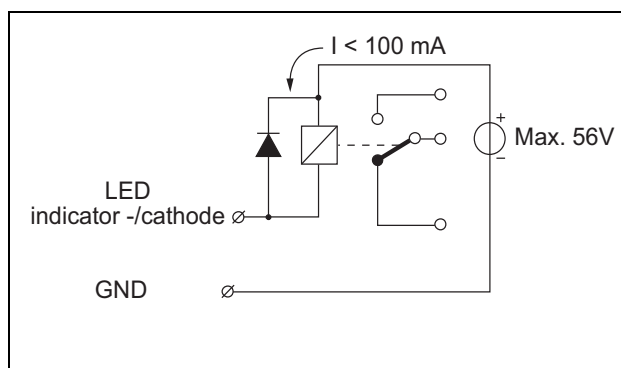 I < 100 mA
+
Max. 56V
−
LED
indicator -/cathode
GND